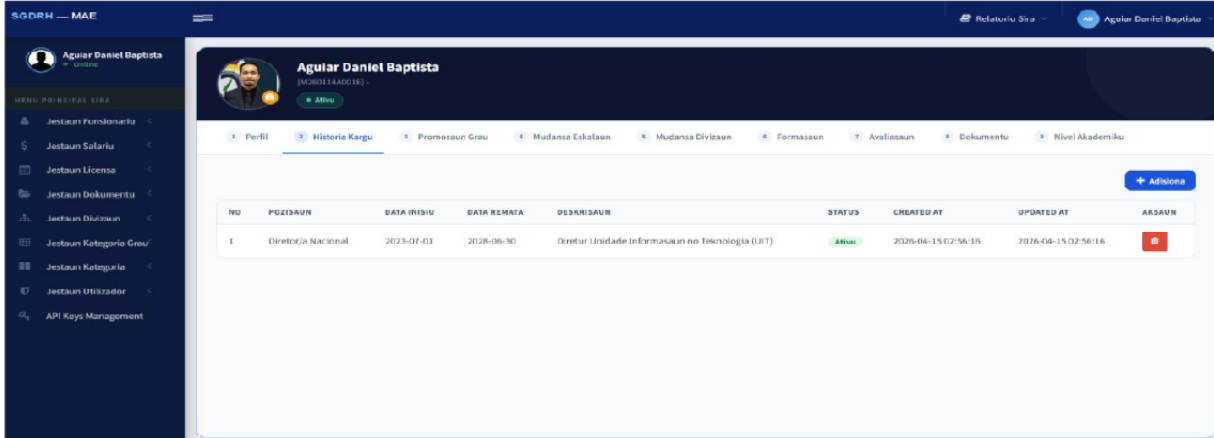 SGDRH — MAE
Relatoriu Sira
AB
Aguiar Daniel Baptista
Aguiar Daniel Baptista
Online
MENU PRINSIPAL SIRA
Jestaun Funsionariu
Jestaun Salariu
Jestaun Licensa
Jestaun Dokumentu
Jestaun Divizaun
Jestaun Kategoria Grau
Jestaun Kategoria
Jestaun Utilizador
API Keys Management
Aguiar Daniel Baptista
Ativu
1 Perfil
2 Historia Kargu
3 Promosaun Grau
4 Mudansa Eskalaun
5 Mudansa Divizaun
6 Formasaun
7 Avaliasaun
8 Dokumentu
9 Nivel Akademiku
+ Adisiona
NO POZISAUN DATA INISIU DATA REMATA DESKRISAUN STATUS CREATED AT UPDATED AT AKSAUN
1 Diretor/a Nacional 2023-07-01 2028-06-30 Diretur Unidade Informasaun no Teknologia (UIT) Ativu 2026-04-15 02:56:16 2026-04-15 02:56:16